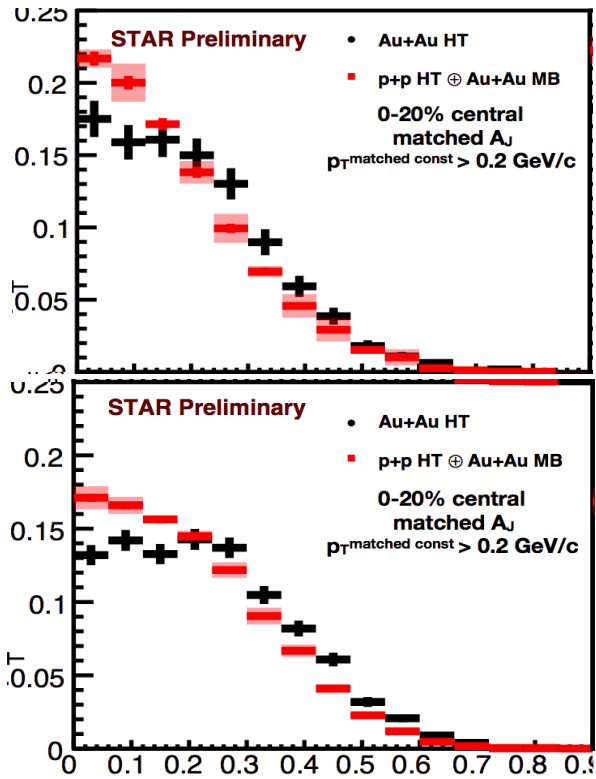 0.25
STAR Preliminary
Au+Au HT
p+p HT ⊕ Au+Au MB
0-20% central
matched A_J
p_T^matched const > 0.2 GeV/c
0.2
0.15
0.1
0.05
0.25
STAR Preliminary
Au+Au HT
p+p HT ⊕ Au+Au MB
0-20% central
matched A_J
p_T^matched const > 0.2 GeV/c
0.2
0.15
0.1
0.05
0
0 0.1 0.2 0.3 0.4 0.5 0.6 0.7 0.8 0.9